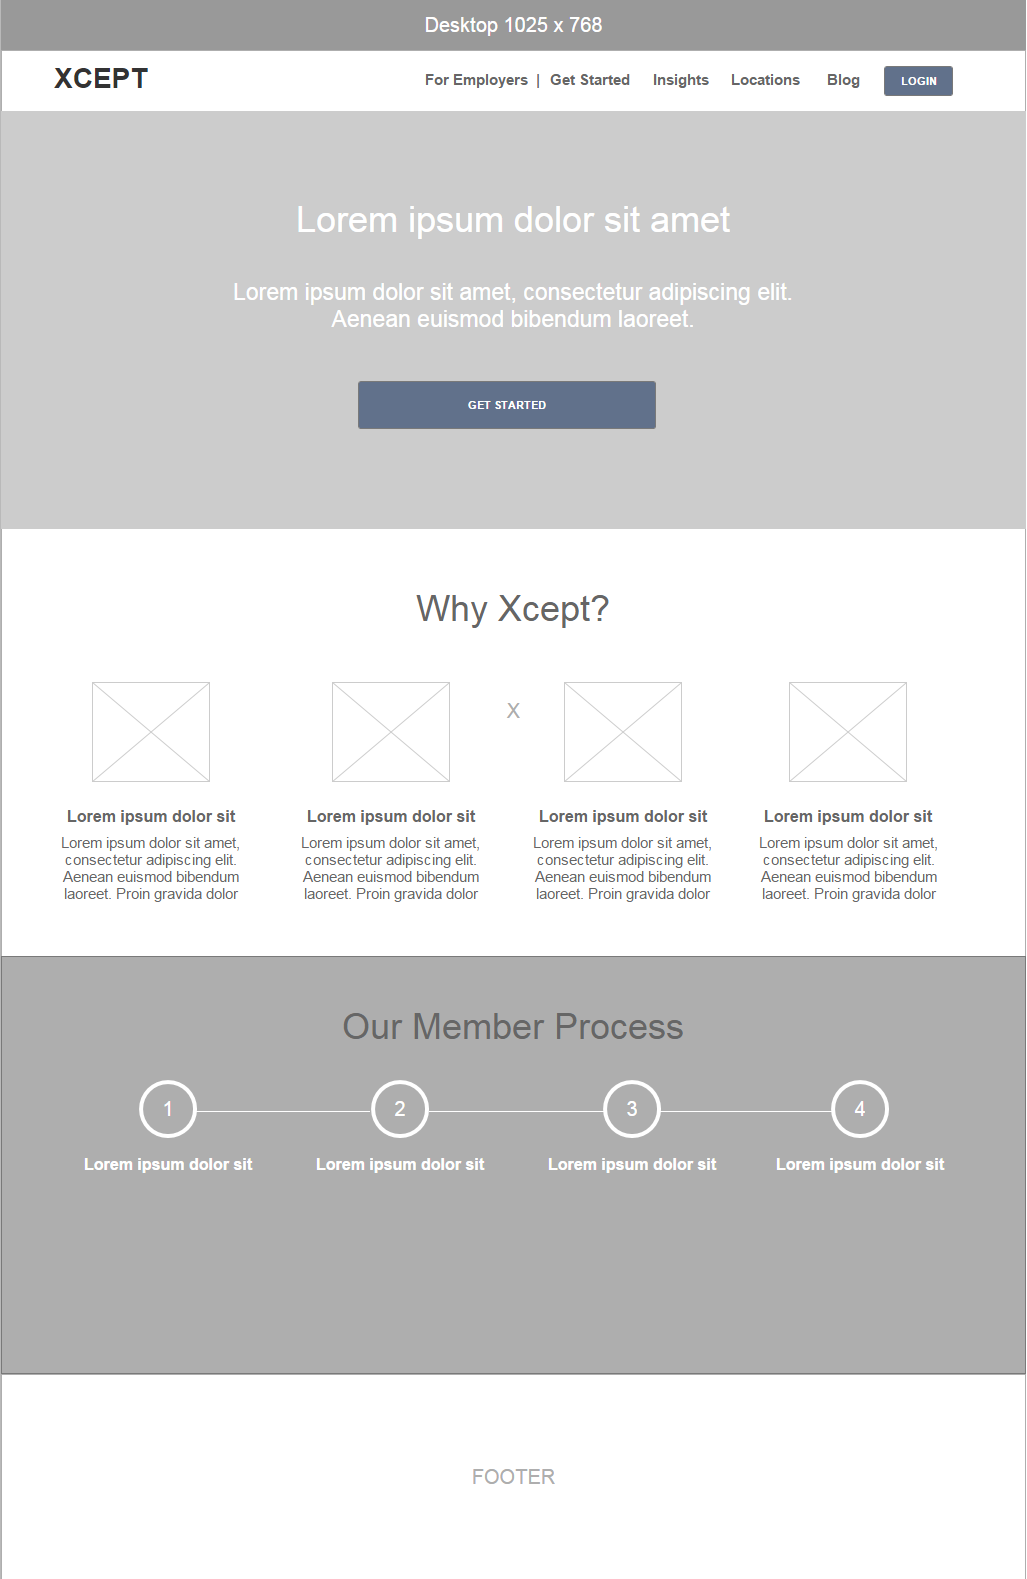 Desktop 1025 x 768
XCEPT
For Employers | Get Started Insights Locations Blog LOGIN
Lorem ipsum dolor sit amet
Lorem ipsum dolor sit amet, consectetur adipiscing elit.
Aenean euismod bibendum laoreet.
GET STARTED
Why Xcept?
X
Lorem ipsum dolor sit
Lorem ipsum dolor sit amet,
consectetur adipiscing elit.
Aenean euismod bibendum
laoreet. Proin gravida dolor
Lorem ipsum dolor sit
Lorem ipsum dolor sit amet,
consectetur adipiscing elit.
Aenean euismod bibendum
laoreet. Proin gravida dolor
Lorem ipsum dolor sit
Lorem ipsum dolor sit amet,
consectetur adipiscing elit.
Aenean euismod bibendum
laoreet. Proin gravida dolor
Lorem ipsum dolor sit
Lorem ipsum dolor sit amet,
consectetur adipiscing elit.
Aenean euismod bibendum
laoreet. Proin gravida dolor
Our Member Process
1
Lorem ipsum dolor sit
2
Lorem ipsum dolor sit
3
Lorem ipsum dolor sit
4
Lorem ipsum dolor sit
FOOTER